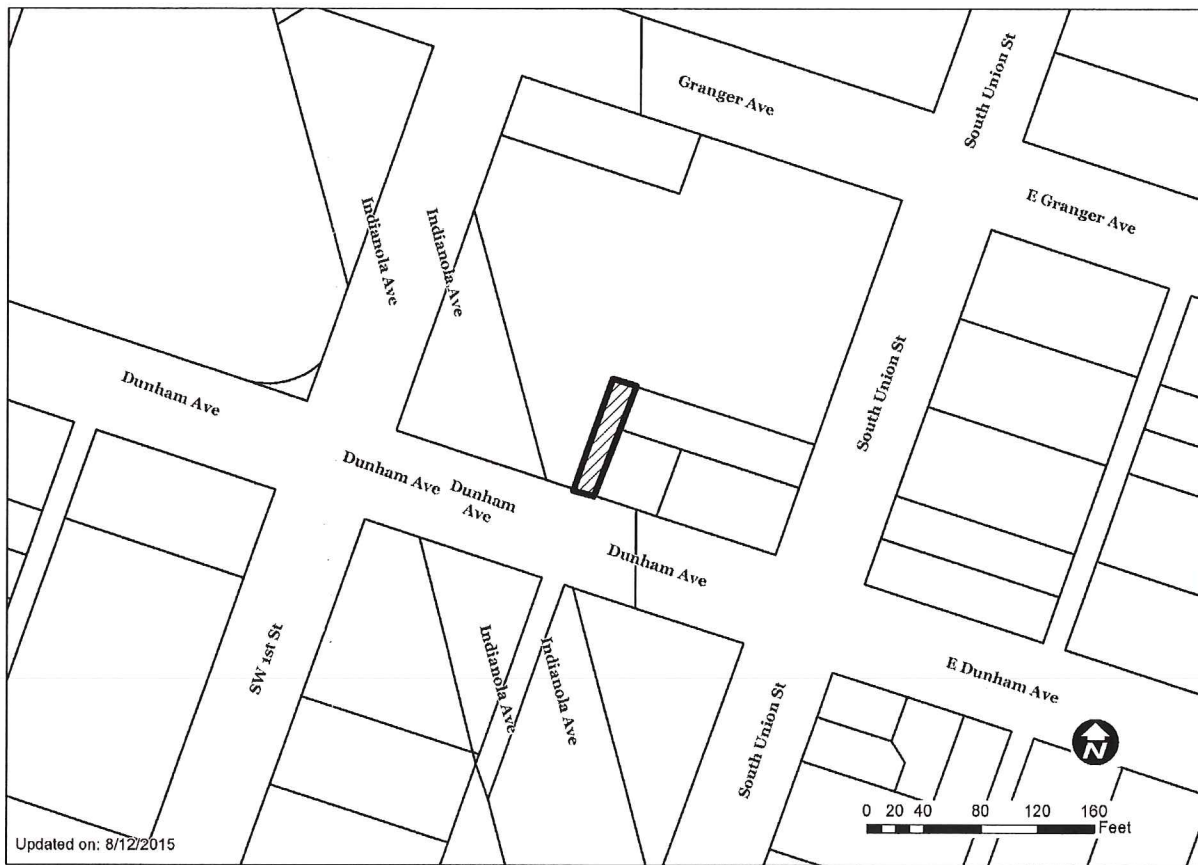 South Union St
Granger Ave
E Granger Ave
Indianola Ave
Indianola Ave
South Union St
Dunham Ave
Dunham Ave
Dunham
Ave
Dunham Ave
SW 1st St
Indianola Ave
Indianola Ave
E Dunham Ave
South Union St
N
0 20 40 80 120 160
Feet
Updated on: 8/12/2015